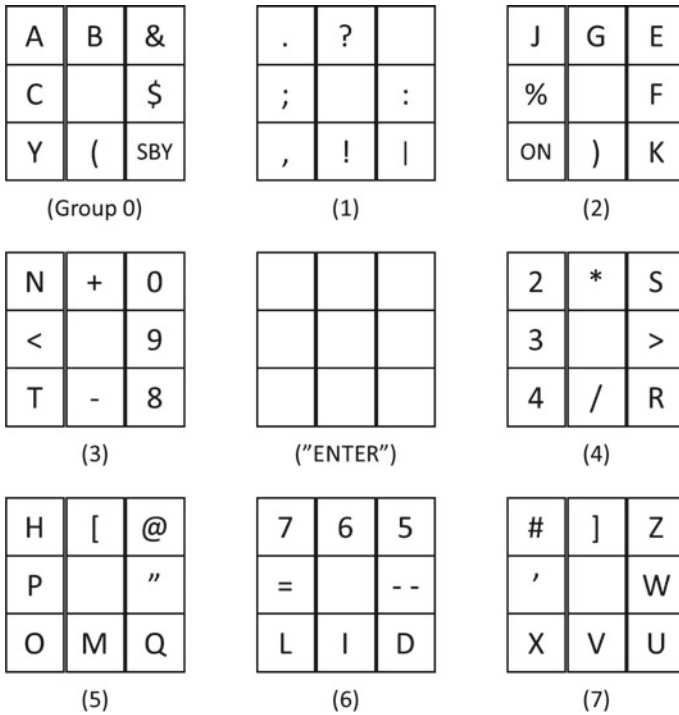 A B & . ? J G E
C $ ; : % F
Y ( SBY , ! | ON ) K
(Group 0) (1) (2)
N + 0 2 * S
< 9 3 >
T - 8 4 / R
(3) ("ENTER") (4)
H [ @ 7 6 5 # ] Z
P " = - - ' W
O M Q L I D X V U
(5) (6) (7)